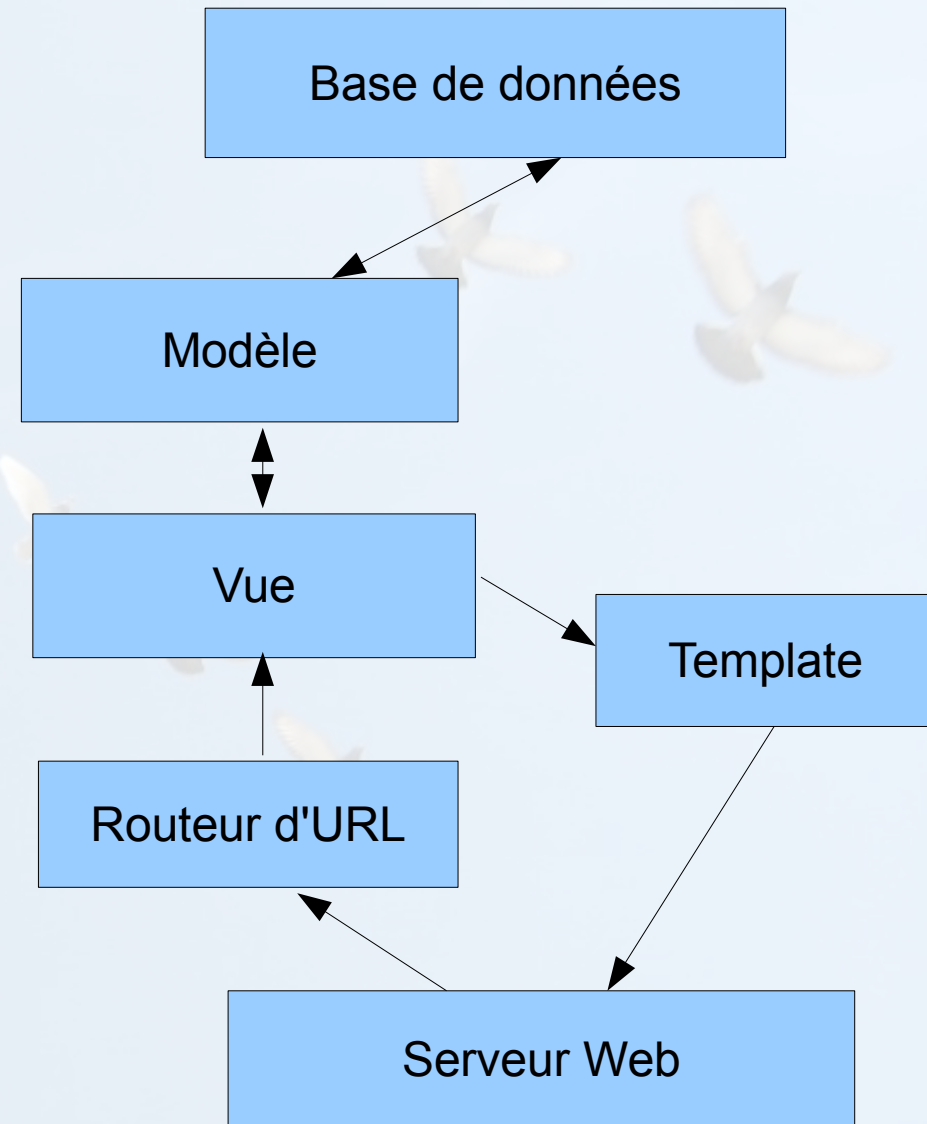 Base de données
Modèle
Vue
Template
Routeur d'URL
Serveur Web